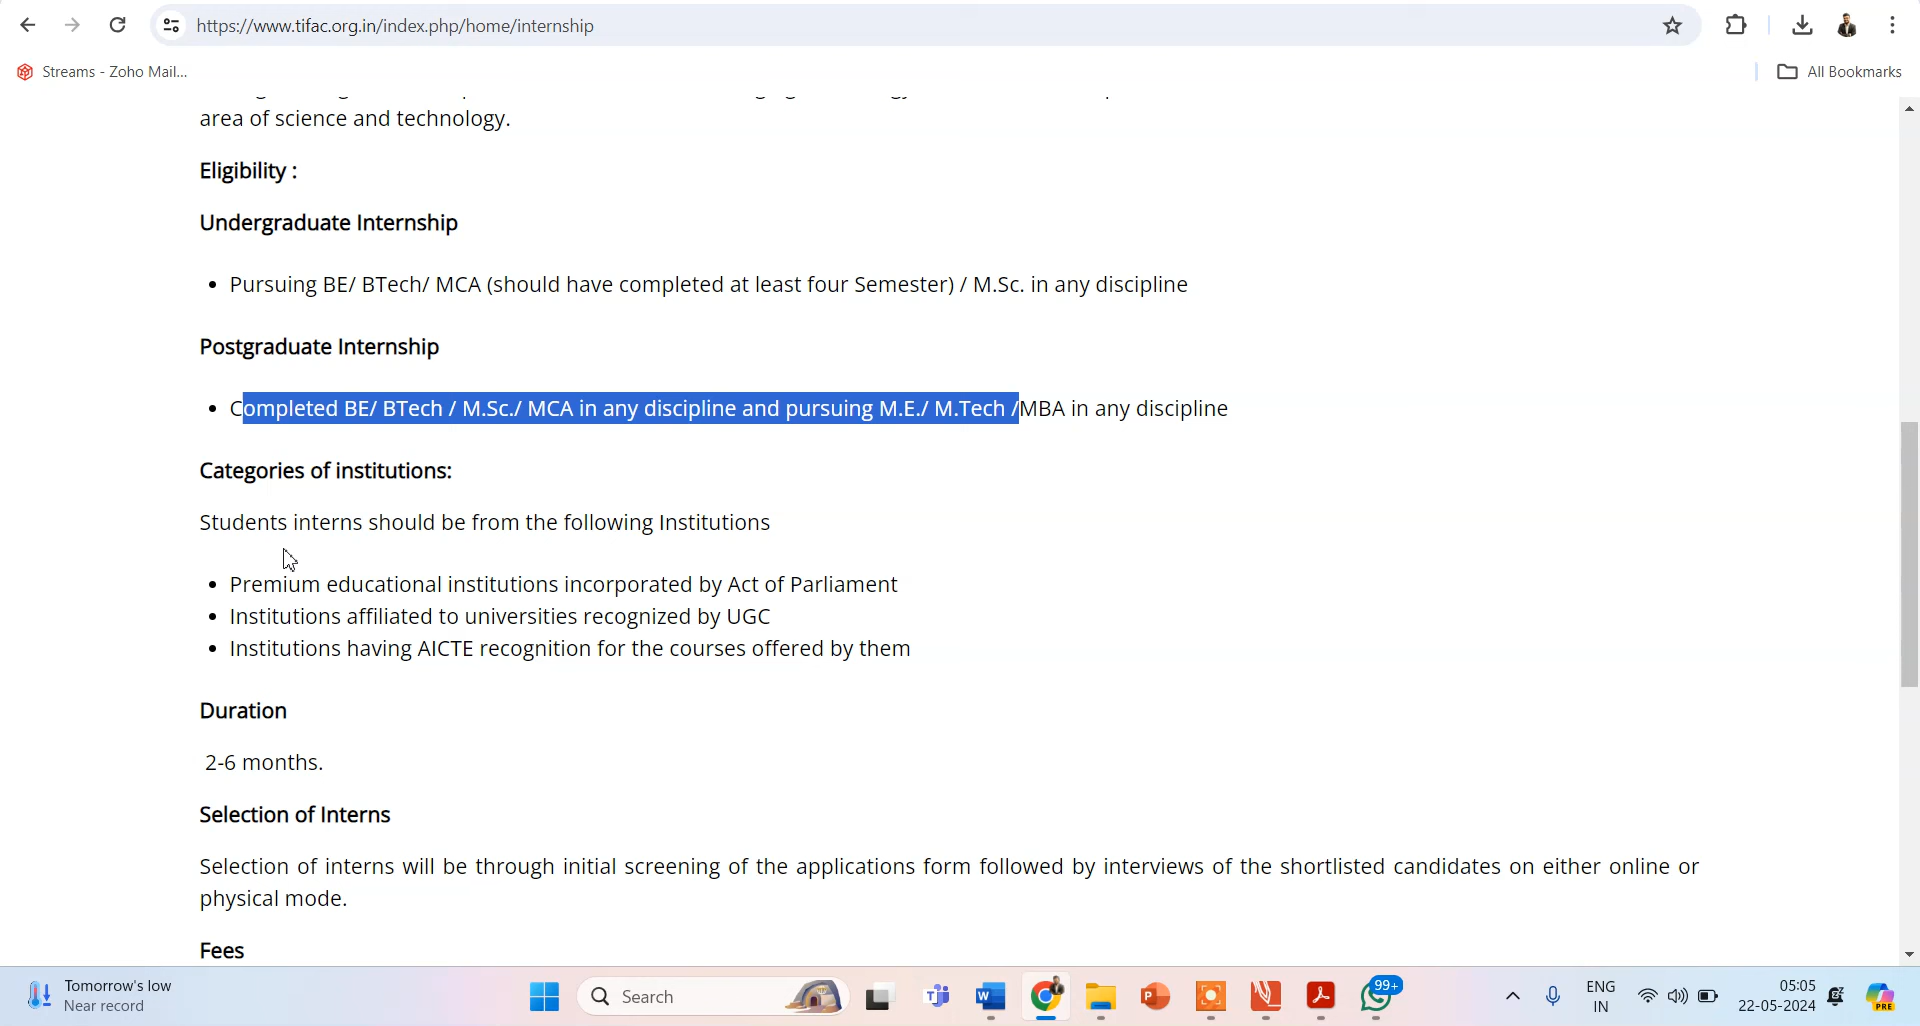 https://www.tifac.org.in/index.php/home/internship
Streams - Zoho Mail...
All Bookmarks
area of science and technology.
Eligibility :
Undergraduate Internship
• Pursuing BE/ BTech/ MCA (should have completed at least four Semester) / M.Sc. in any discipline
Postgraduate Internship
• Completed BE/ BTech / M.Sc./ MCA in any discipline and pursuing M.E./ M.Tech /MBA in any discipline
Categories of institutions:
Students interns should be from the following Institutions
• Premium educational institutions incorporated by Act of Parliament
• Institutions affiliated to universities recognized by UGC
• Institutions having AICTE recognition for the courses offered by them
Duration
2-6 months.
Selection of Interns
Selection of interns will be through initial screening of the applications form followed by interviews of the shortlisted candidates on either online or
physical mode.
Fees
Tomorrow's low
Near record
Search
99+
ENG
IN
05:05
22-05-2024
PRE